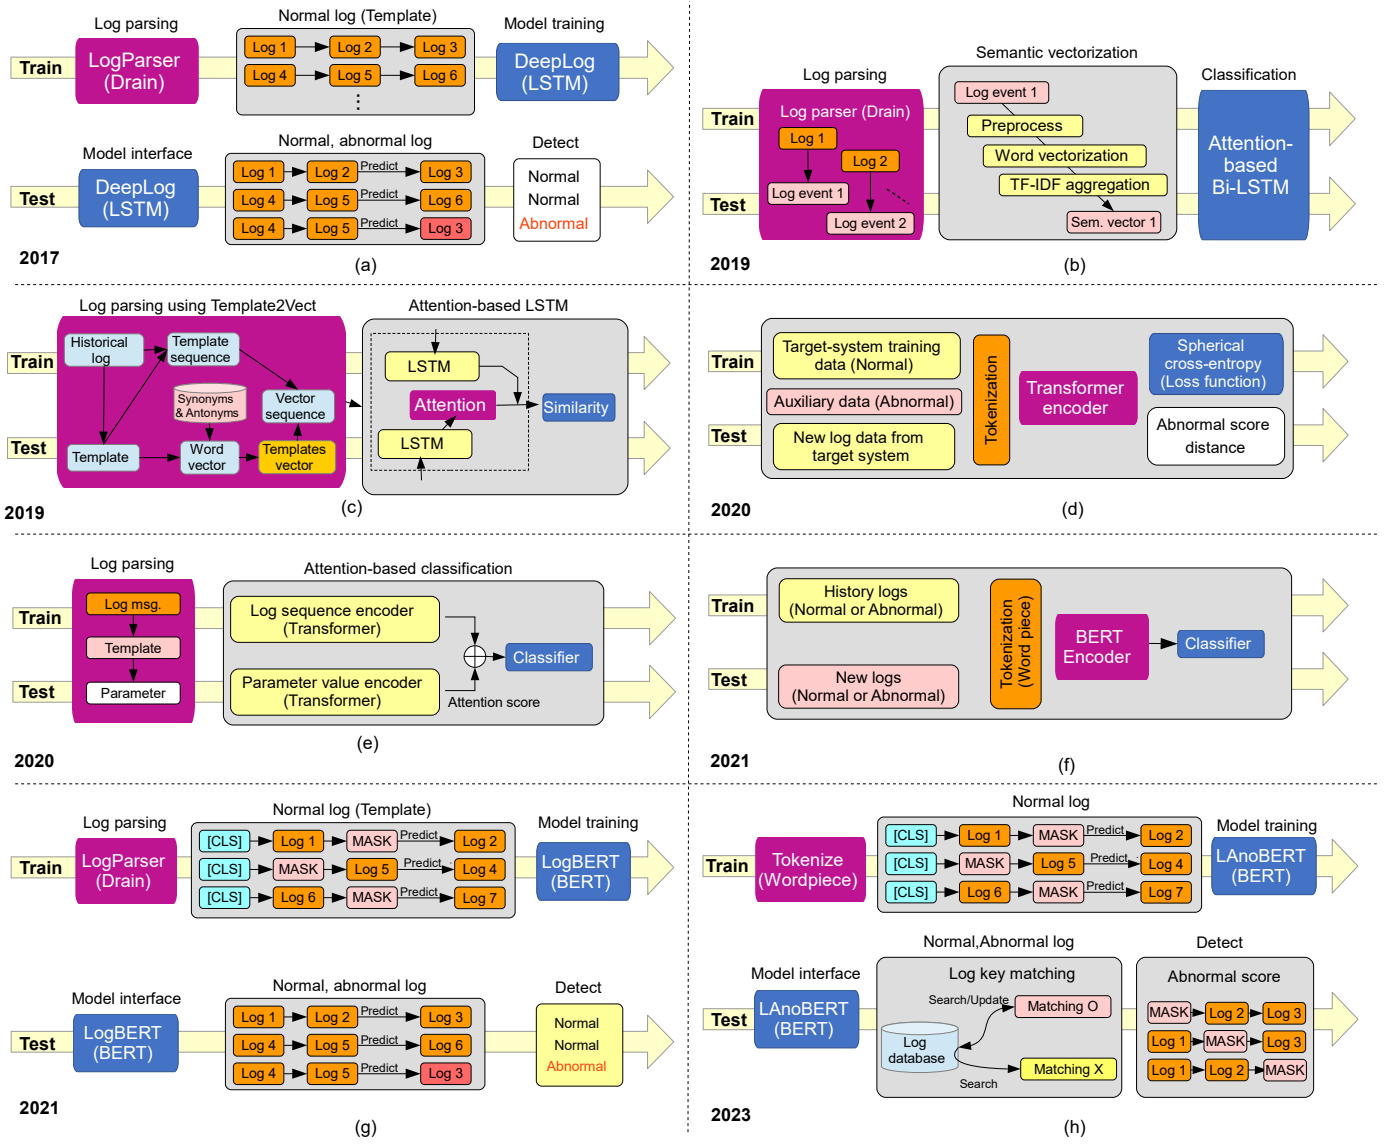 Log parsing
Normal log (Template)
Model training
Train
LogParser
(Drain)
Log 1
Log 2
Log 3
Log 4
Log 5
Log 6
DeepLog
(LSTM)
Model interface
Normal, abnormal log
Detect
Test
DeepLog
(LSTM)
Log 1
Log 2
Predict
Log 3
Log 4
Log 5
Predict
Log 6
Log 4
Log 5
Predict
Log 3
Normal
Normal
Abnormal
2017
(a)
Semantic vectorization
Log parsing
Classification
Train
Test
Log parser (Drain)
Log 1
Log 2
Log event 1
Log event 2
Log event 1
Preprocess
Word vectorization
TF-IDF aggregation
Sem. vector 1
Attention-
based
Bi-LSTM
2019
(b)
Log parsing using Template2Vect
Attention-based LSTM
Train
Test
Historical
log
Template
sequence
Synonyms
& Antonyms
Vector
sequence
Template
Word
vector
Templates
vector
LSTM
Attention
LSTM
Similarity
2019
(c)
Train
Test
Target-system training
data (Normal)
Auxiliary data (Abnormal)
New log data from
target system
Tokenization
Transformer
encoder
Spherical
cross-entropy
(Loss function)
Abnormal score
distance
2020
(d)
Log parsing
Attention-based classification
Train
Test
Log msg.
Template
Parameter
Log sequence encoder
(Transformer)
Parameter value encoder
(Transformer)
Attention score
Classifier
2020
(e)
Train
Test
History logs
(Normal or Abnormal)
New logs
(Normal or Abnormal)
Tokenization
(Word piece)
BERT
Encoder
Classifier
2021
(f)
Log parsing
Normal log (Template)
Model training
Train
LogParser
(Drain)
[CLS]
Log 1
MASK
Predict
Log 2
[CLS]
MASK
Log 5
Predict
Log 4
[CLS]
Log 6
MASK
Predict
Log 7
LogBERT
(BERT)
Model interface
Normal, abnormal log
Detect
Test
LogBERT
(BERT)
Log 1
Log 2
Predict
Log 3
Log 4
Log 5
Predict
Log 6
Log 4
Log 5
Predict
Log 3
Normal
Normal
Abnormal
2021
(g)
Normal log
Model training
Train
Tokenize
(Wordpiece)
[CLS]
Log 1
MASK
Predict
Log 2
[CLS]
MASK
Log 5
Predict
Log 4
[CLS]
Log 6
MASK
Predict
Log 7
LAnoBERT
(BERT)
Model interface
Normal,Abnormal log
Detect
Test
LAnoBERT
(BERT)
Log key matching
Search/Update
Matching O
Log
database
Search
Matching X
Abnormal score
MASK
Log 2
Log 3
Log 1
MASK
Log 3
Log 1
Log 2
MASK
2023
(h)